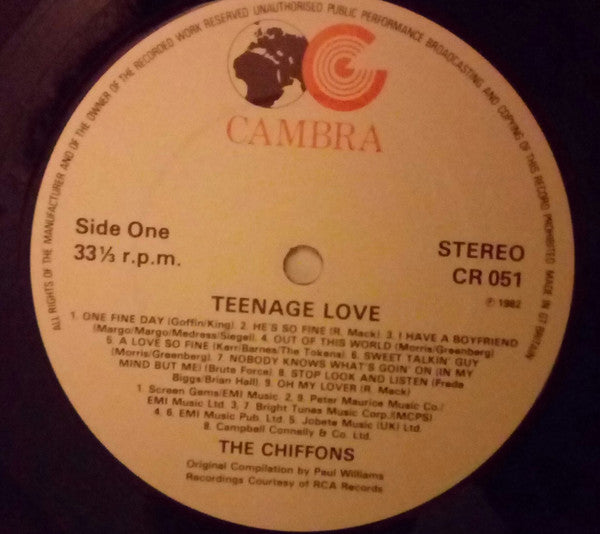 ALL RIGHTS OF THE MANUFACTURER AND OF THE OWNER OF THE RECORDED WORK RESERVED UNAUTHORISED PUBLIC PERFORMANCE BROADCASTING AND COPYING OF THIS RECORD PROHIBITED MADE IN GT BRITAIN
CAMBRA
Side One
33⅓ r.p.m.
STEREO
CR 051
℗ 1982
TEENAGE LOVE
1. ONE FINE DAY (Goffin/King) 2. HE'S SO FINE (R. Mack) 3. I HAVE A BOYFRIEND
(Margo/Margo/Medress/Siegel) 4. OUT OF THIS WORLD (Morris/Greenberg)
5. A LOVE SO FINE (Kerr/Barnes/The Tokens) 6. SWEET TALKIN' GUY
(Morris/Greenberg) 7. NOBODY KNOWS WHAT'S GOIN' ON (IN MY
MIND BUT ME) (Brute Force) 8. STOP LOOK AND LISTEN (Freda
Biggs/Brian Hall) 9. OH MY LOVER (R. Mack)
1. Screen Gems/EMI Music 2. 9. Peter Maurice Music Co./
EMI Music Ltd 3. 7. Bright Tunes Music Corp./(MCPS)
4. 6. EMI Music Pub. Ltd 5. Jobete Music (UK) Ltd.
8. Campbell Connelly & Co. Ltd.
THE CHIFFONS
Original Compilation by Paul Williams
Recordings Courtesy of RCA Records